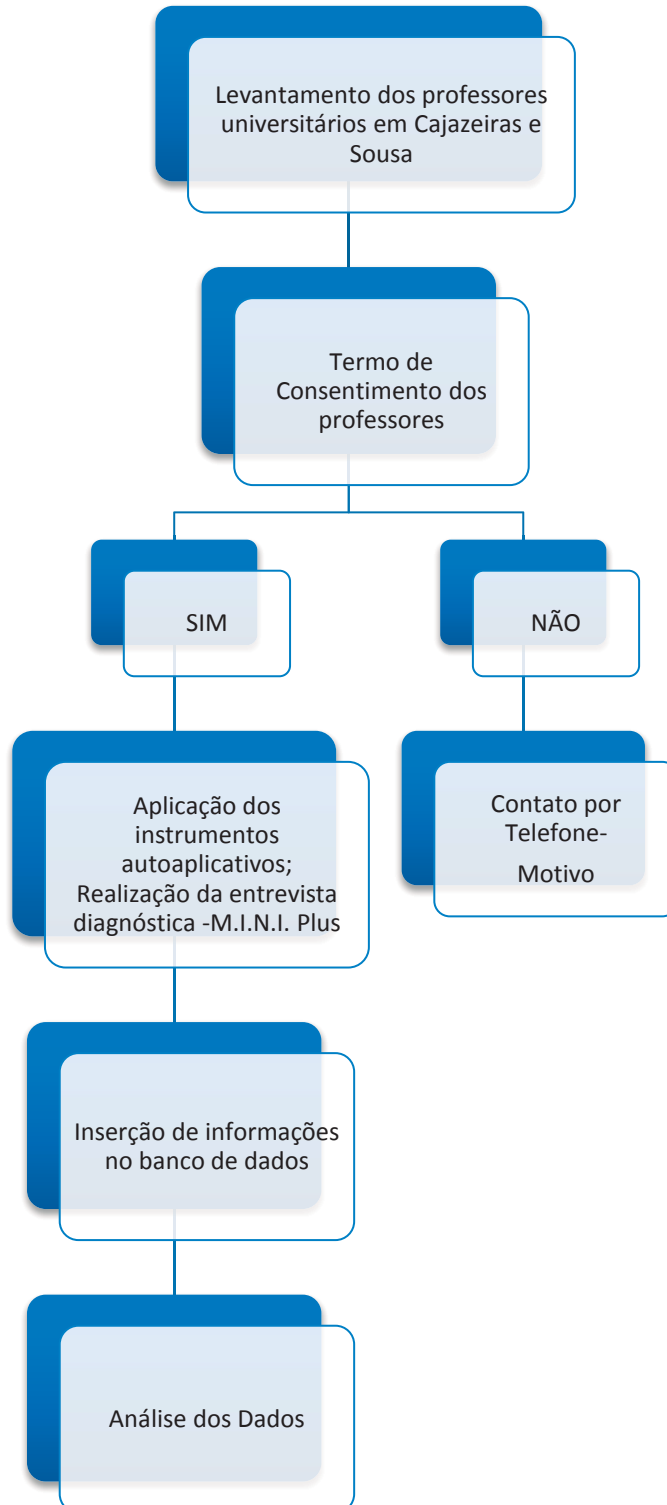 Levantamento dos professores
universitários em Cajazeiras e
Sousa
Termo de
Consentimento dos
professores
SIM
NÃO
Aplicação dos
instrumentos
autoaplicativos;
Realização da entrevista
diagnóstica -M.I.N.I. Plus
Contato por
Telefone-
Motivo
Inserção de informações
no banco de dados
Análise dos Dados